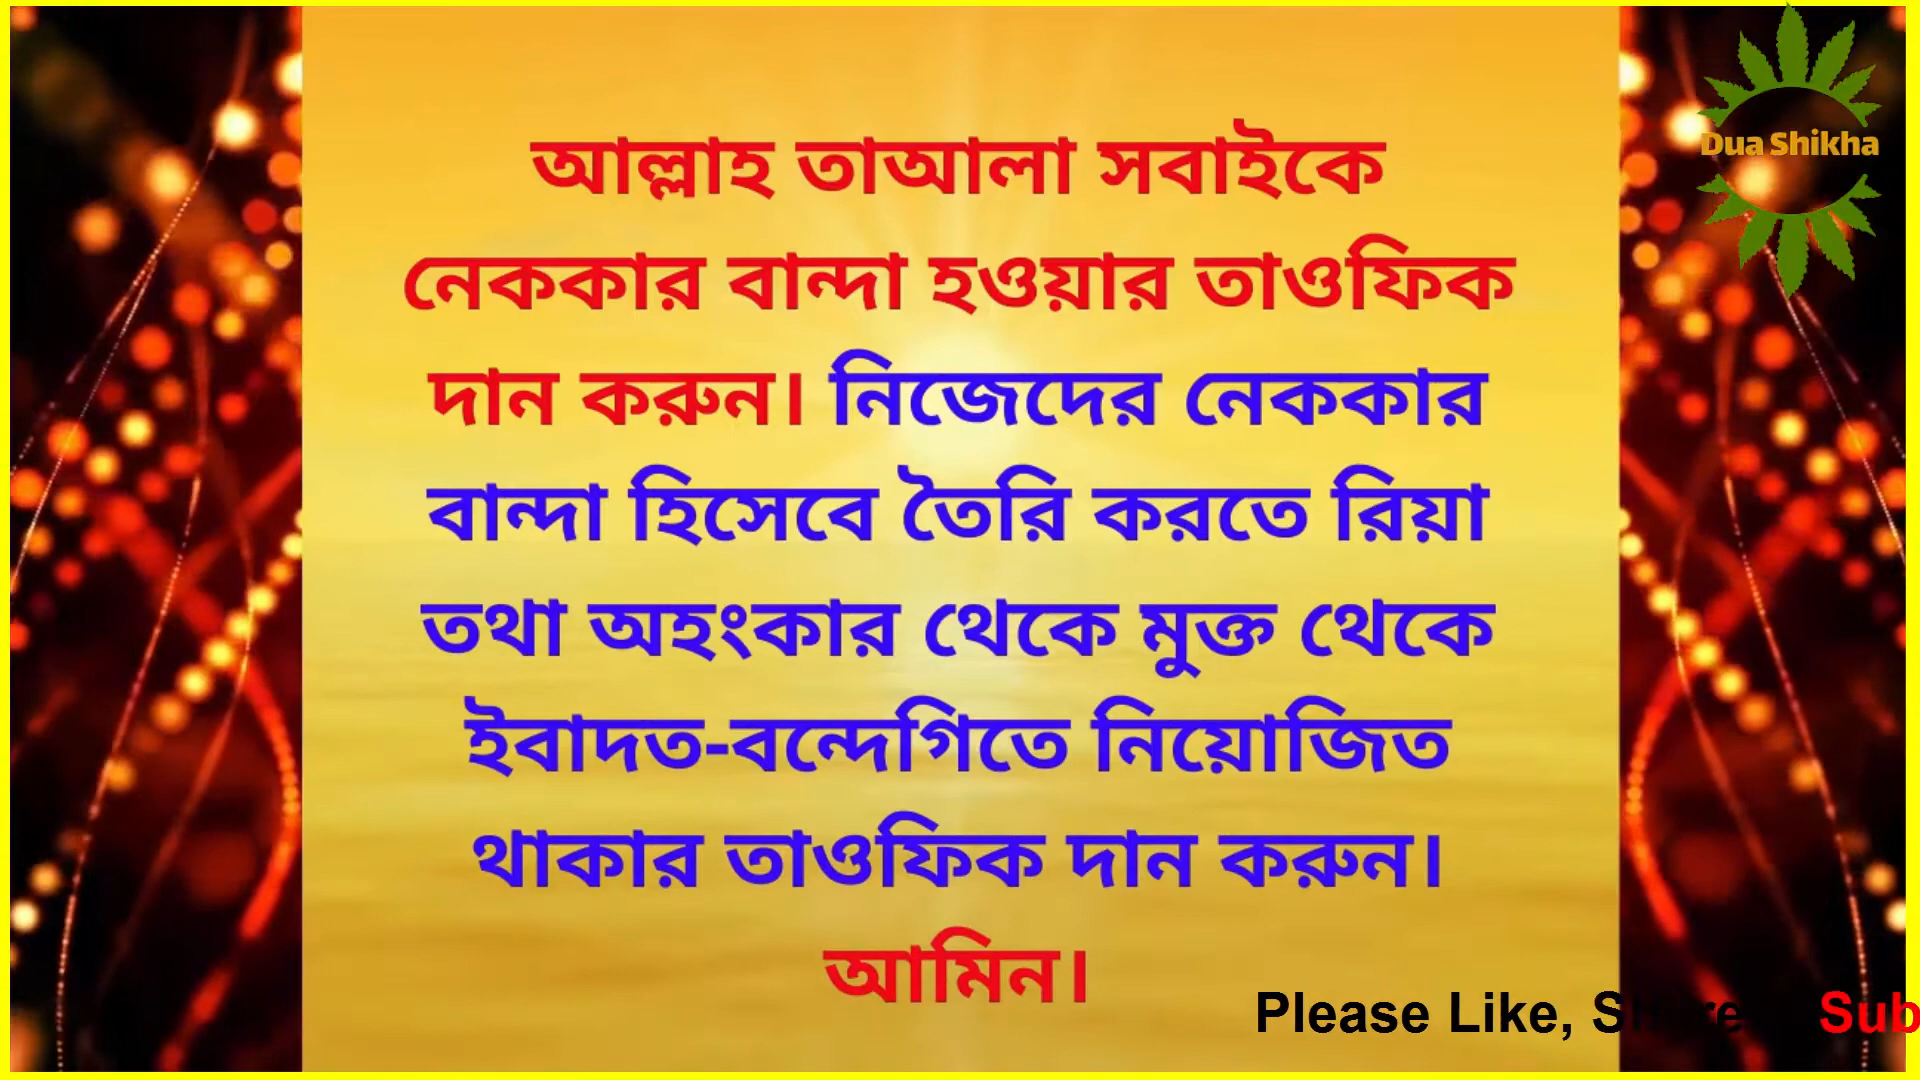 Dua Shikha
আল্লাহ তাআলা সবাইকে
নেককার বান্দা হওয়ার তাওফিক
দান করুন। নিজেদের নেককার
বান্দা হিসেবে তৈরি করতে রিয়া
তথা অহংকার থেকে মুক্ত থেকে
ইবাদত-বন্দেগিতে নিয়োজিত
থাকার তাওফিক দান করুন।
আমিন।
Please Like, Share Sub